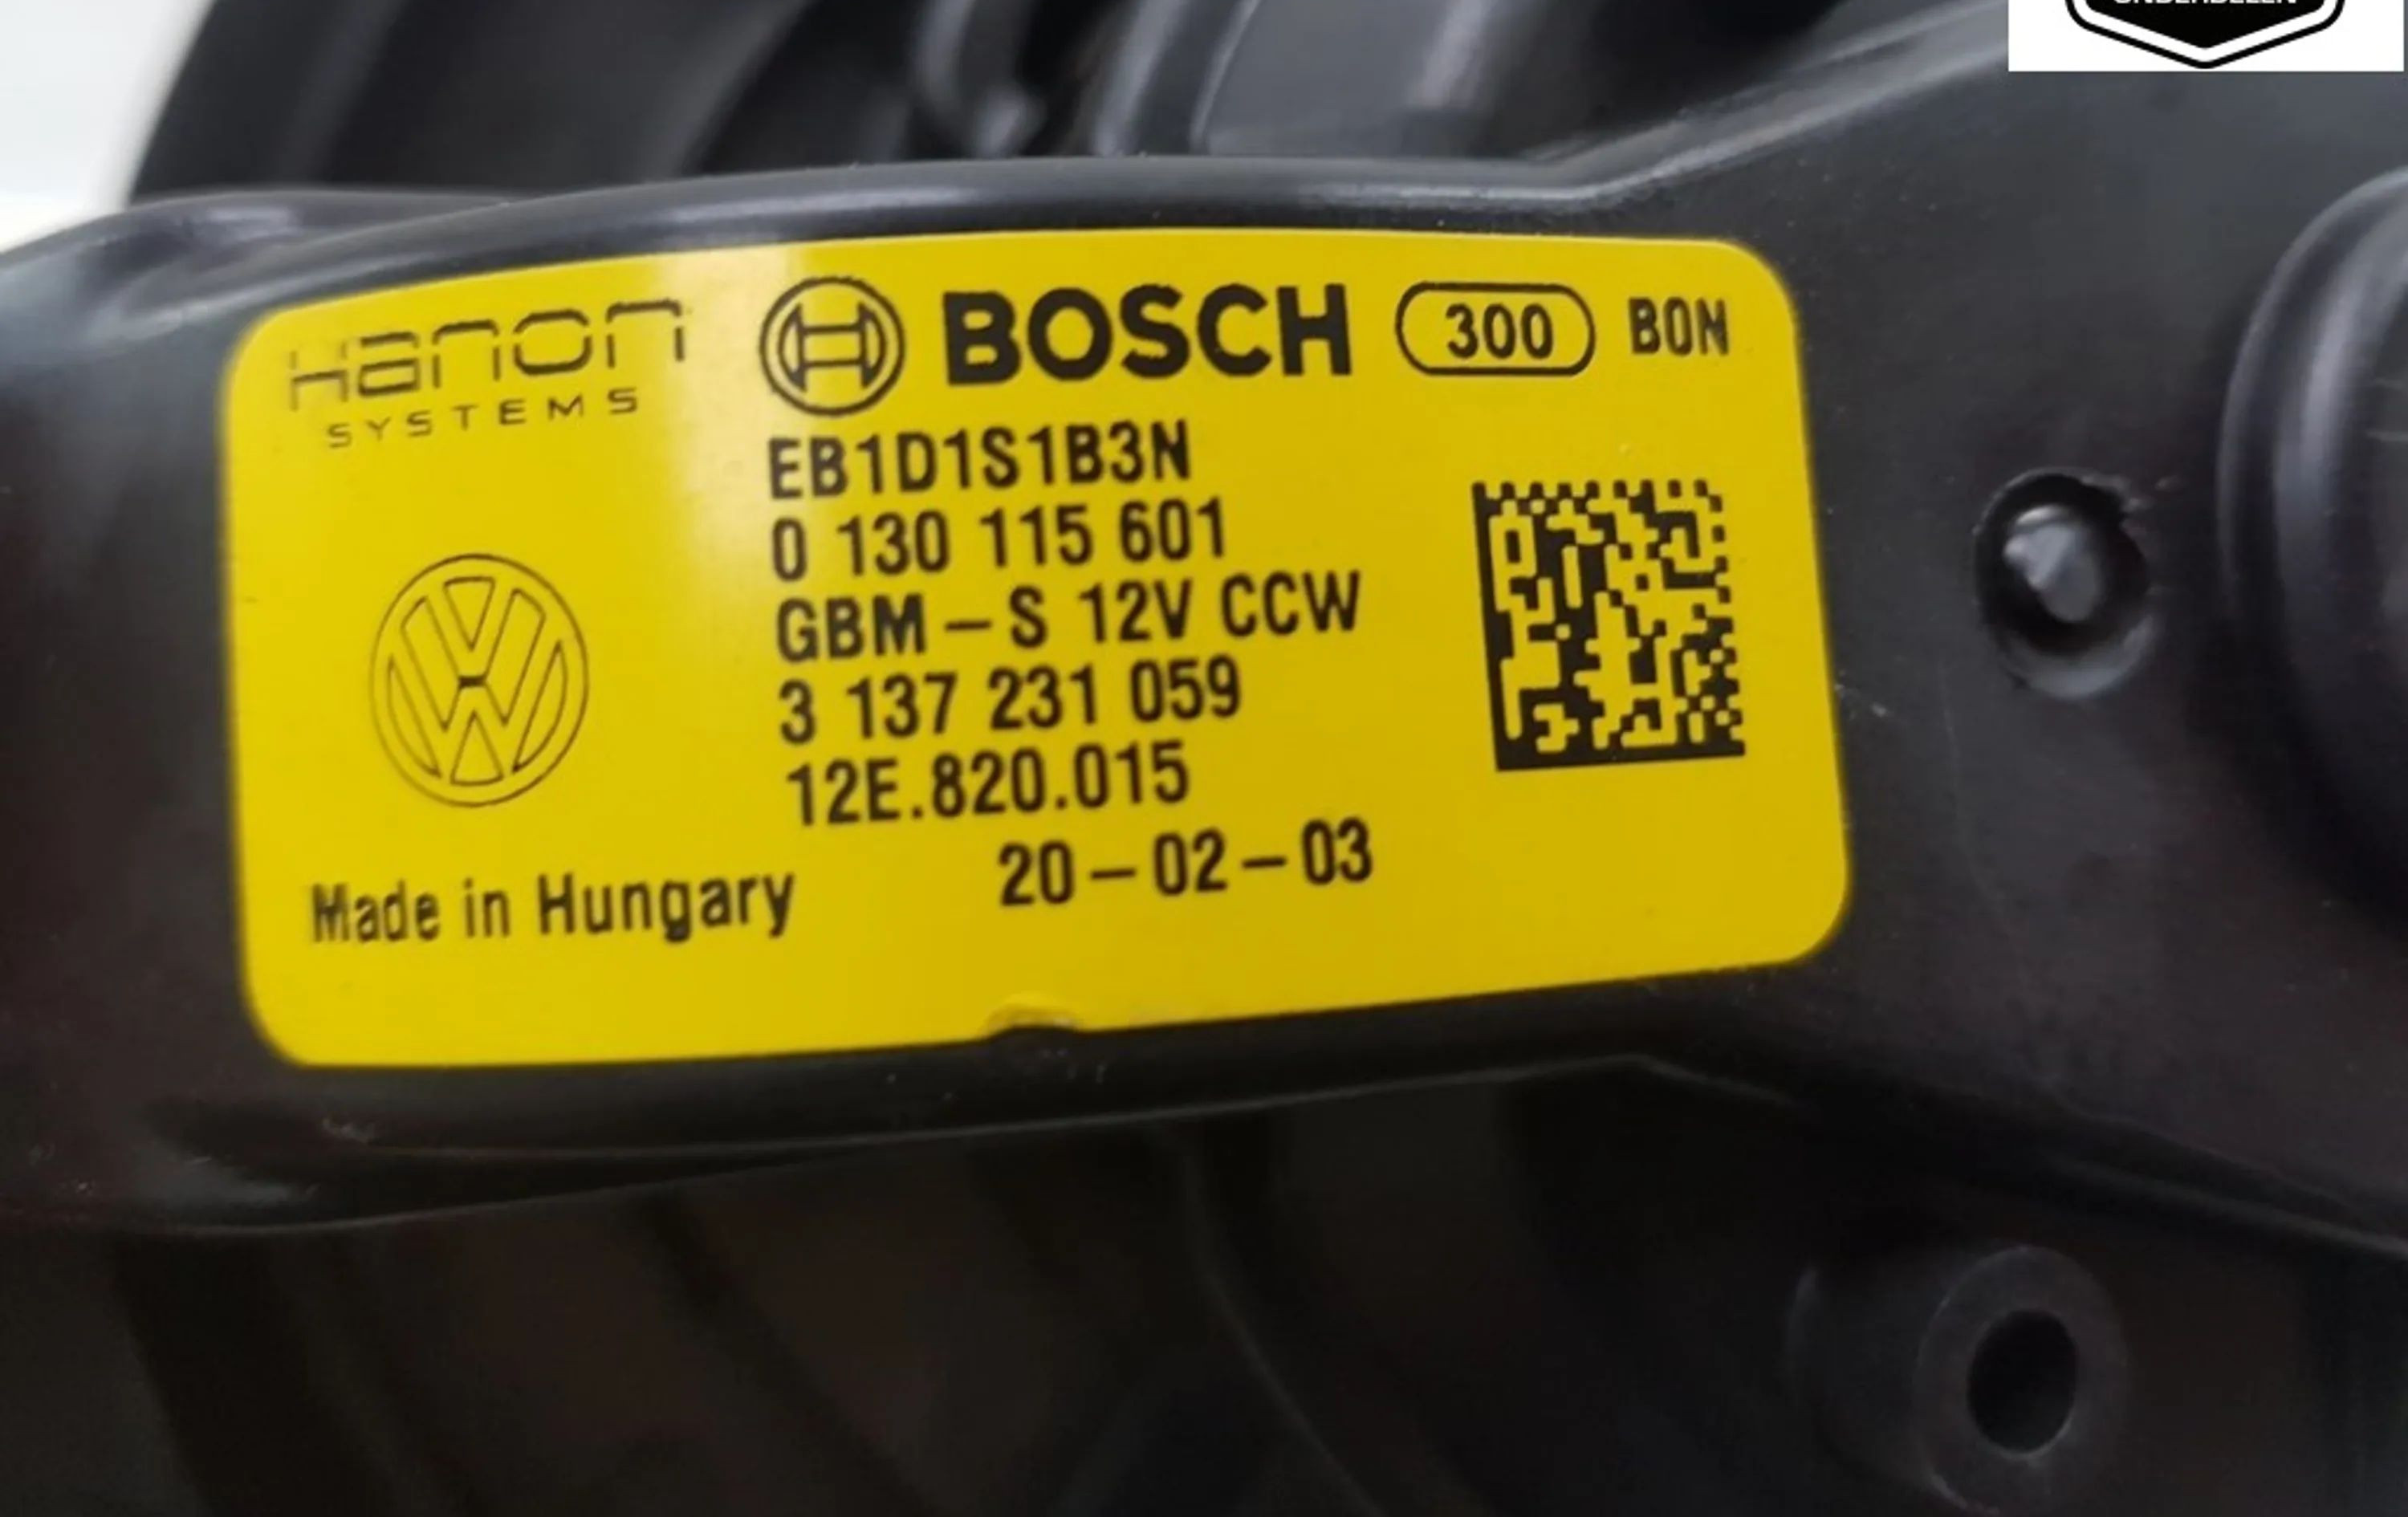 ONDERDELEN
Hanon
SYSTEMS
BOSCH 300 BON
EB1D1S1B3N
0 130 115 601
GBM – S 12V CCW
3 137 231 059
12E.820.015
20 – 02 – 03
Made in Hungary